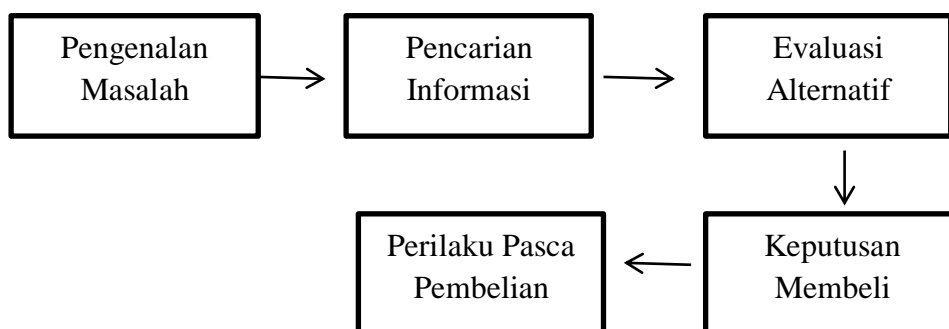 Pengenalan
Masalah
Pencarian
Informasi
Evaluasi
Alternatif
Keputusan
Membeli
Perilaku Pasca
Pembelian